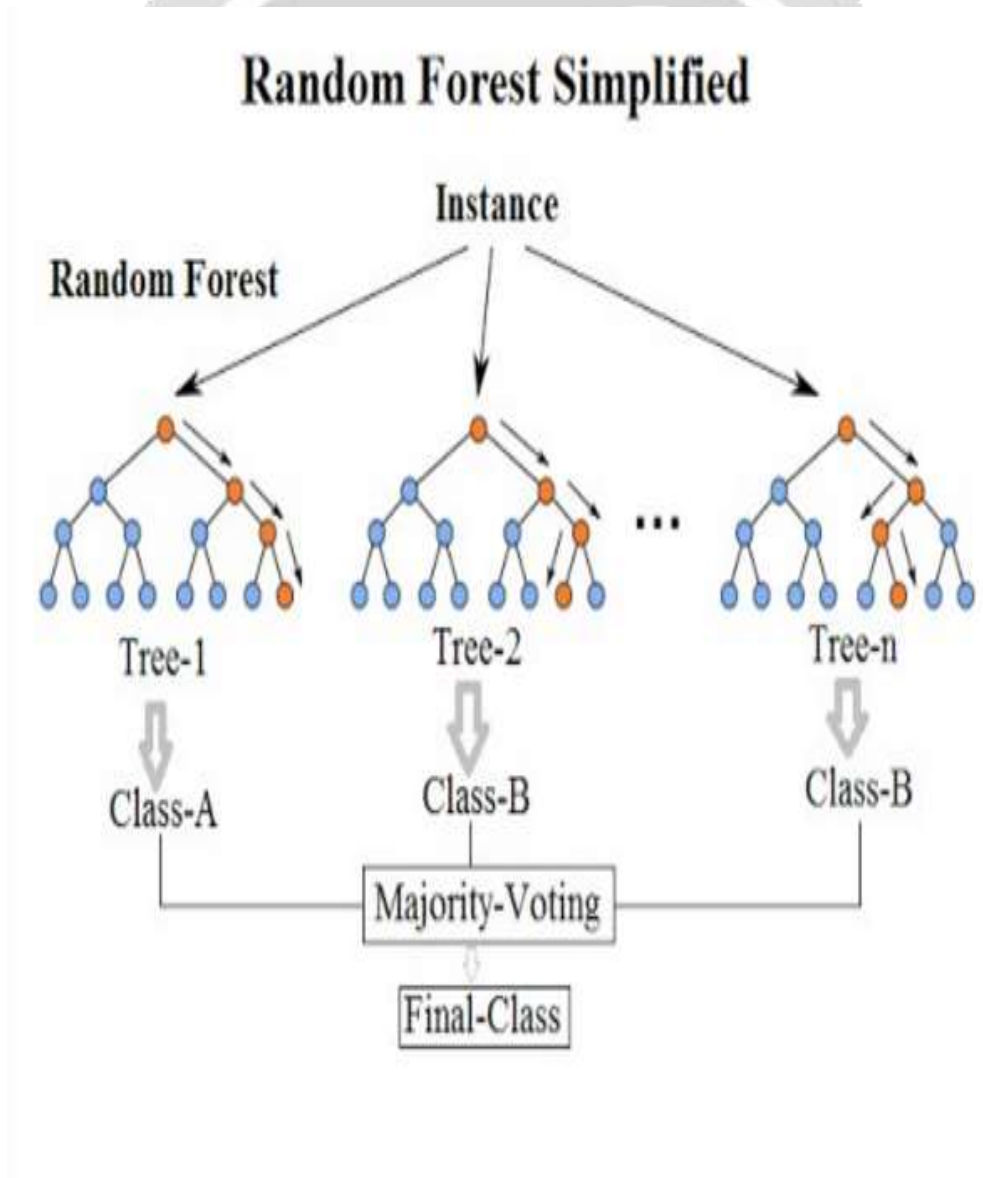 Random Forest Simplified
Instance
Random Forest
...
Tree-1
Tree-2
Tree-n
Class-A
Class-B
Class-B
Majority-Voting
Final-Class